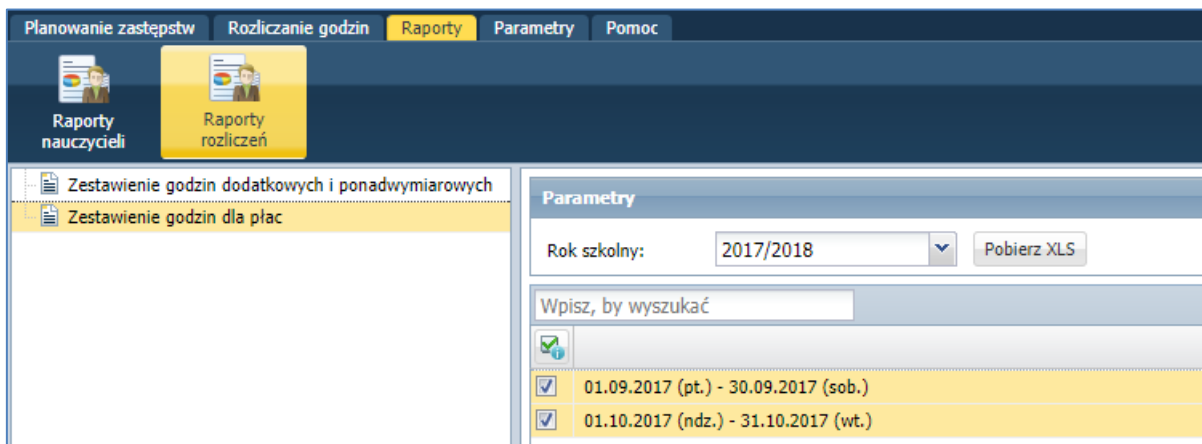 Planowanie zastępstw Rozliczanie godzin Raporty Parametry Pomoc
Raporty nauczycieli
Raporty rozliczeń
Zestawienie godzin dodatkowych i ponadwymiarowych
Zestawienie godzin dla płac
Parametry
Rok szkolny: 2017/2018 Pobierz XLS
Wpisz, by wyszukać
01.09.2017 (pt.) - 30.09.2017 (sob.)
01.10.2017 (ndz.) - 31.10.2017 (wt.)